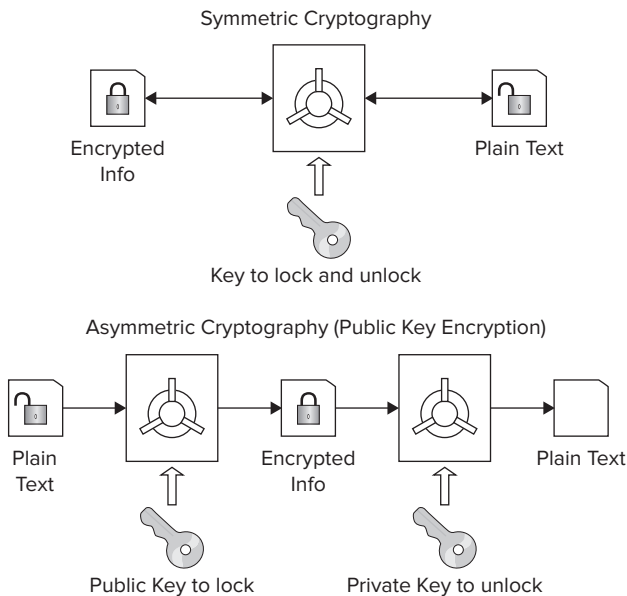 Symmetric Cryptography
Encrypted
Info
Plain Text
Key to lock and unlock
Asymmetric Cryptography (Public Key Encryption)
Plain
Text
Encrypted
Info
Plain Text
Public Key to lock
Private Key to unlock